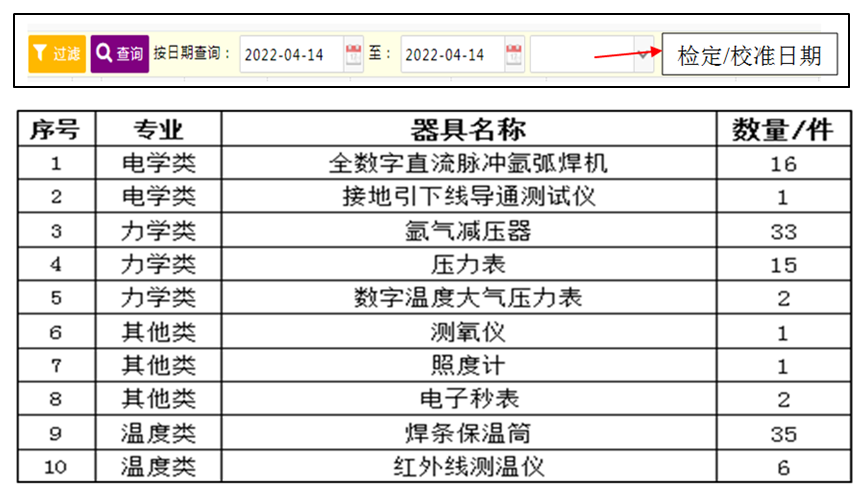 过滤 查询 按日期查询： 2022-04-14 至： 2022-04-14 检定/校准日期
序号 专业 器具名称 数量/件
1 电学类 全数字直流脉冲氩弧焊机 16
2 电学类 接地引下线导通测试仪 1
3 力学类 氩气减压器 33
4 力学类 压力表 15
5 力学类 数字温度大气压力表 2
6 其他类 测氧仪 1
7 其他类 照度计 1
8 其他类 电子秒表 2
9 温度类 焊条保温筒 35
10 温度类 红外线测温仪 6